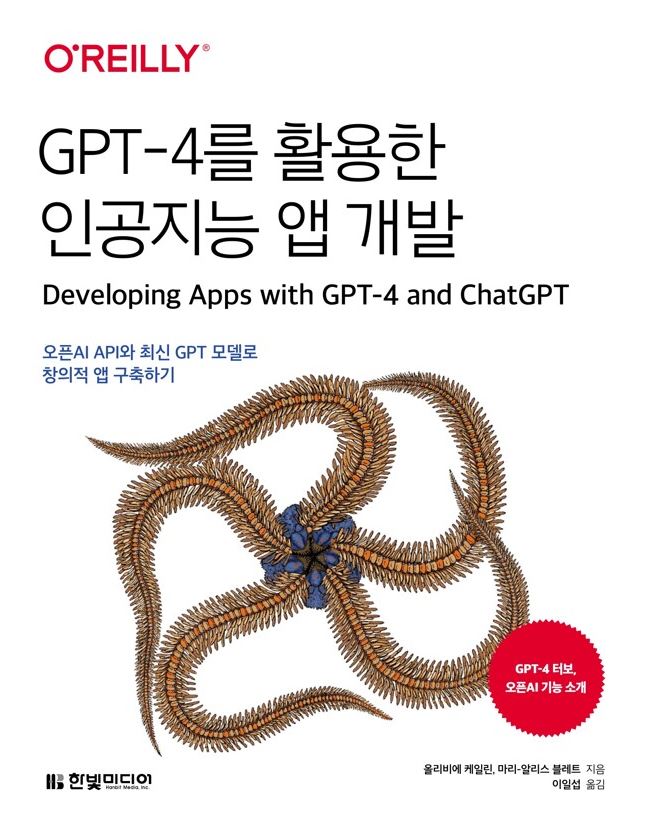 O'REILLY®
GPT-4를 활용한
인공지능 앱 개발
Developing Apps with GPT-4 and ChatGPT
오픈AI API와 최신 GPT 모델로
창의적 앱 구축하기
GPT-4 터보,
오픈AI 기능 소개
HB 한빛미디어
Hanbit Media, Inc.
올리비에 케일린, 마리-알리스 블레트 지음
이일섭 옮김